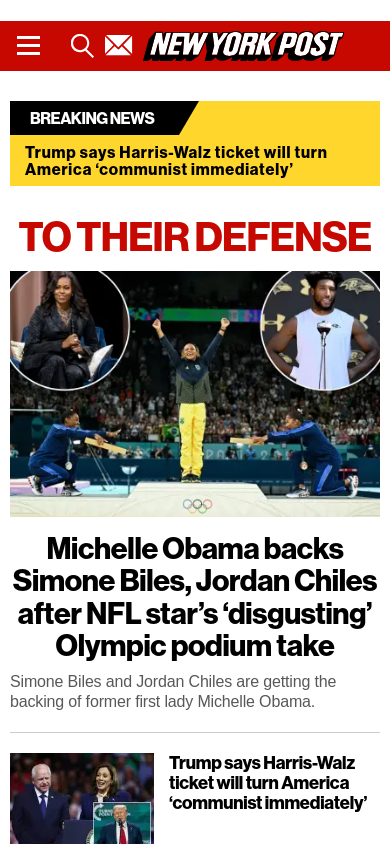 NEW YORK POST
BREAKING NEWS
Trump says Harris-Walz ticket will turn
America ‘communist immediately’
TO THEIR DEFENSE
Michelle Obama backs
Simone Biles, Jordan Chiles
after NFL star’s ‘disgusting’
Olympic podium take
Simone Biles and Jordan Chiles are getting the
backing of former first lady Michelle Obama.
Trump says Harris-Walz
ticket will turn America
‘communist immediately’